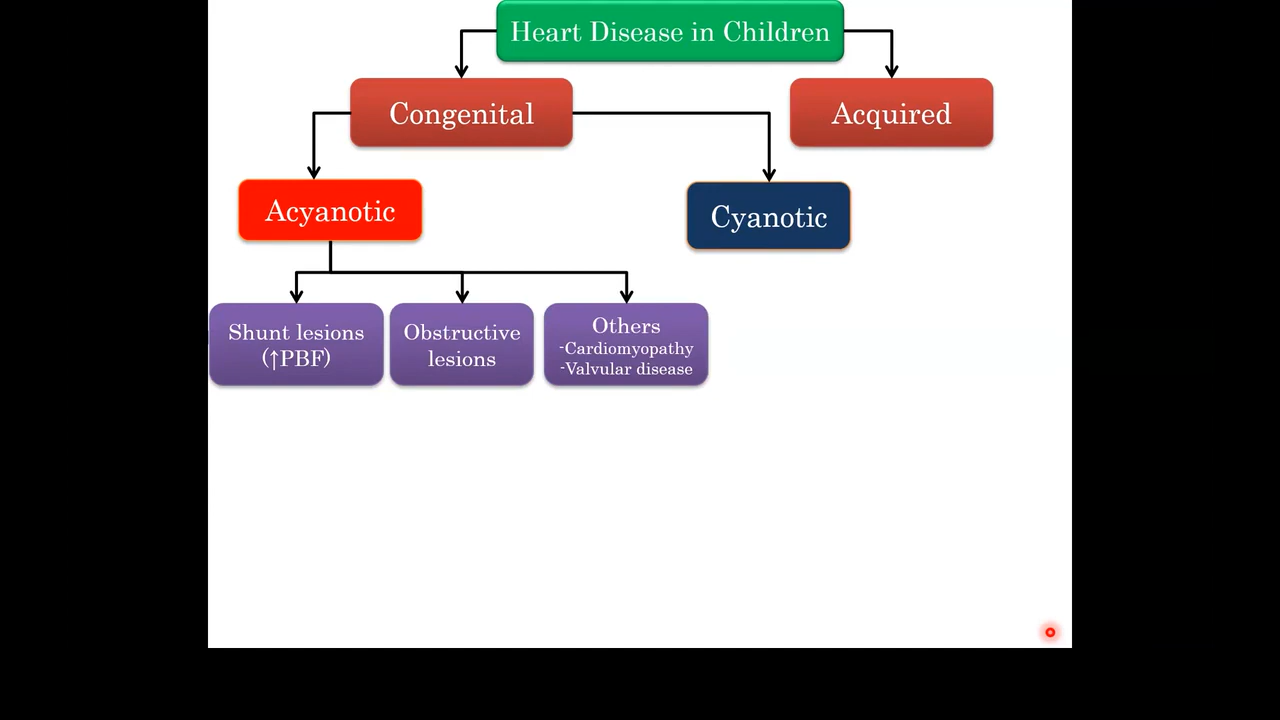 Heart Disease in Children
Congenital
Acquired
Acyanotic
Cyanotic
Shunt lesions
(↑PBF)
Obstructive
lesions
Others
-Cardiomyopathy
-Valvular disease